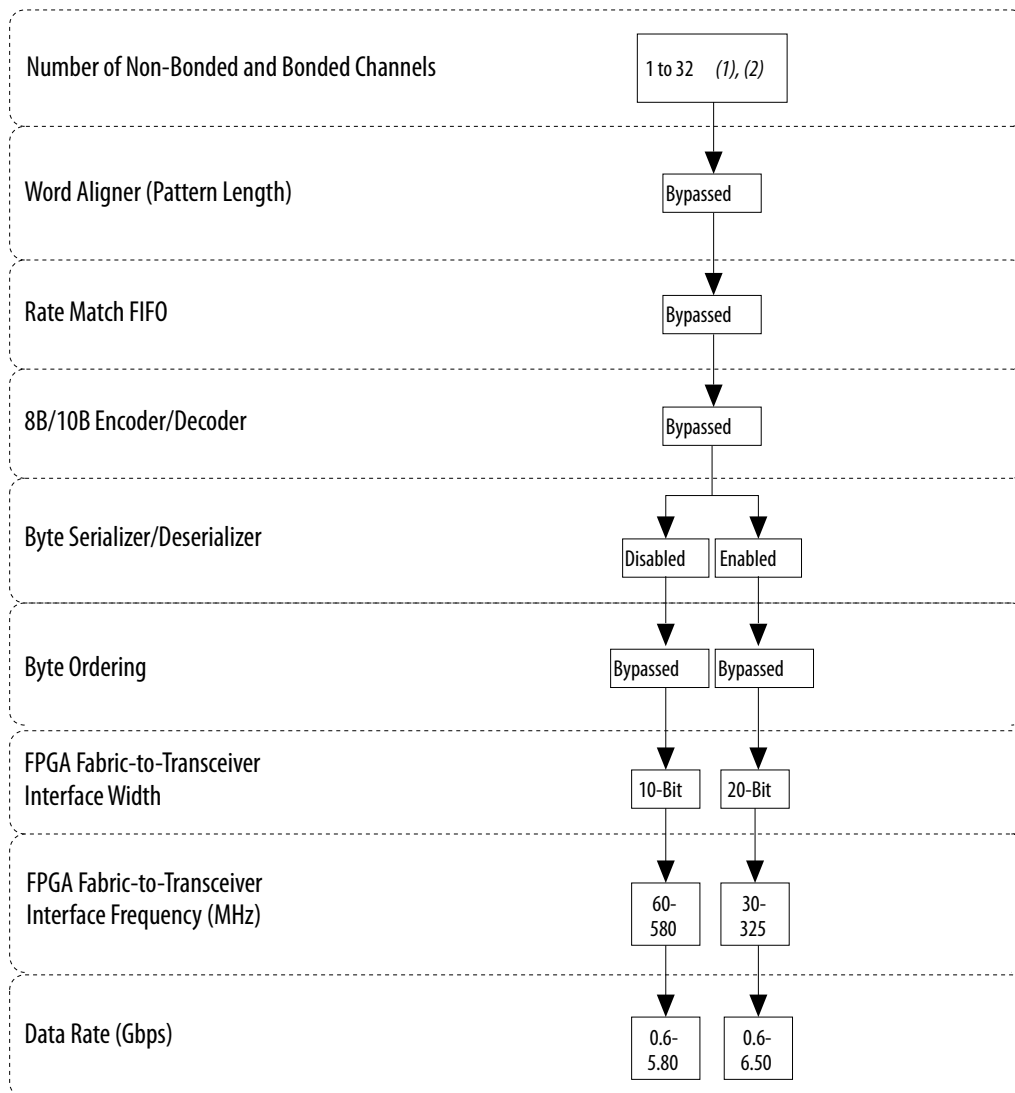 Number of Non-Bonded and Bonded Channels
1 to 32 (1), (2)
Word Aligner (Pattern Length)
Bypassed
Rate Match FIFO
Bypassed
8B/10B Encoder/Decoder
Bypassed
Byte Serializer/Deserializer
Disabled Enabled
Byte Ordering
Bypassed Bypassed
FPGA Fabric-to-Transceiver
Interface Width
10-Bit 20-Bit
FPGA Fabric-to-Transceiver
Interface Frequency (MHz)
60-
580
30-
325
Data Rate (Gbps)
0.6-
5.80
0.6-
6.50